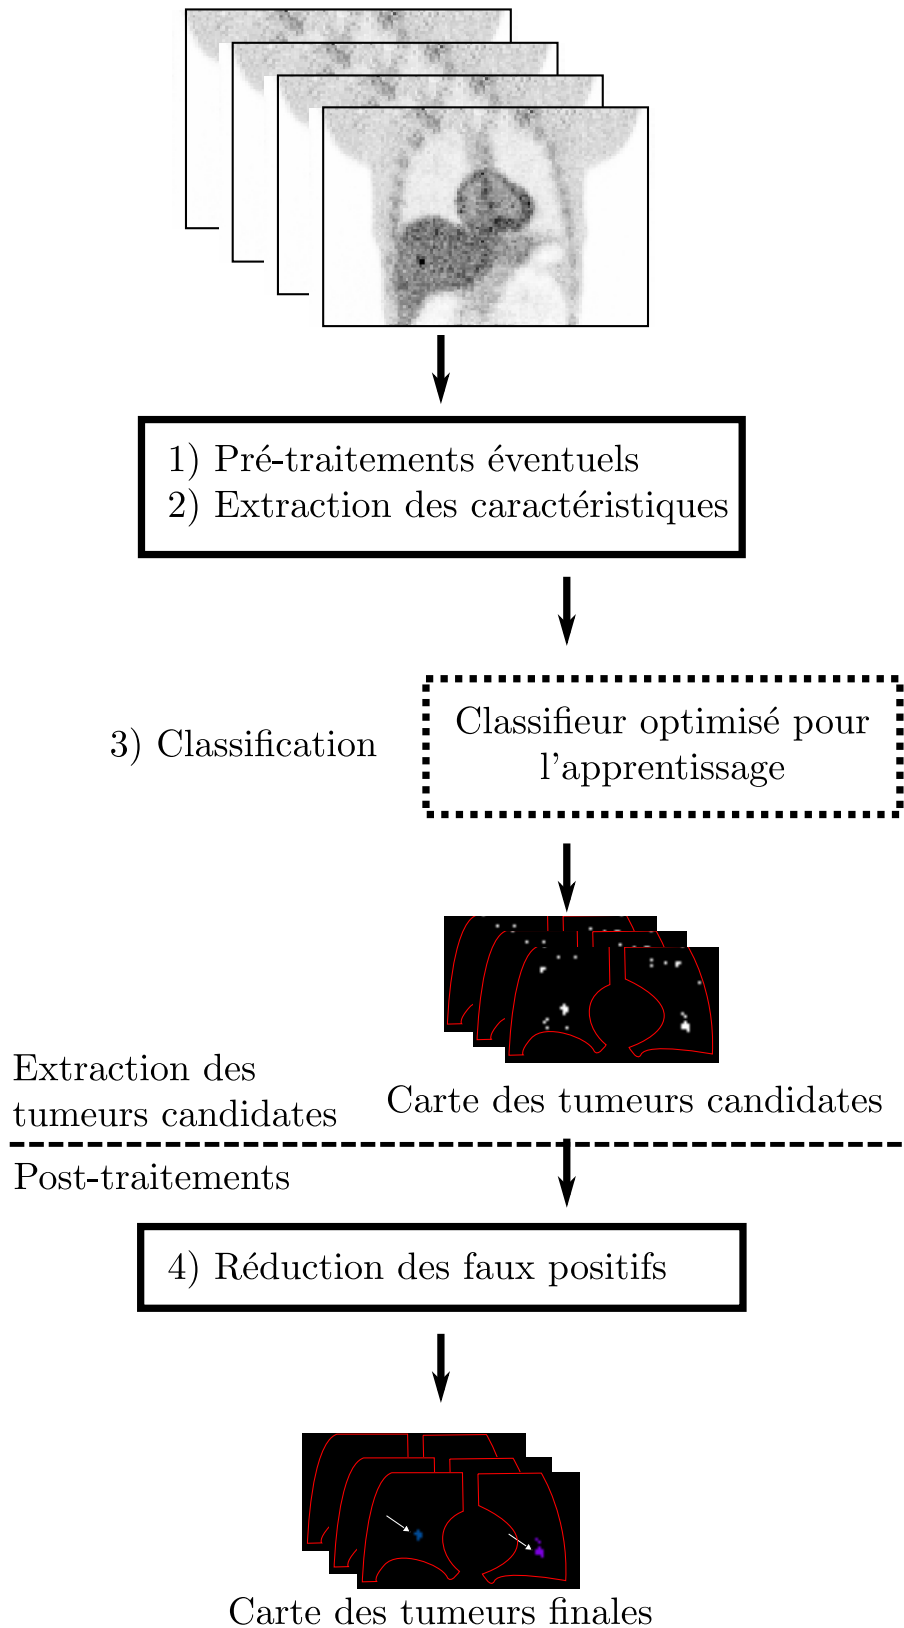 1) Pré-traitements éventuels
2) Extraction des caractéristiques
3) Classification
Classifieur optimisé pour
l'apprentissage
Extraction des
tumeurs candidates
Carte des tumeurs candidates
Post-traitements
4) Réduction des faux positifs
Carte des tumeurs finales